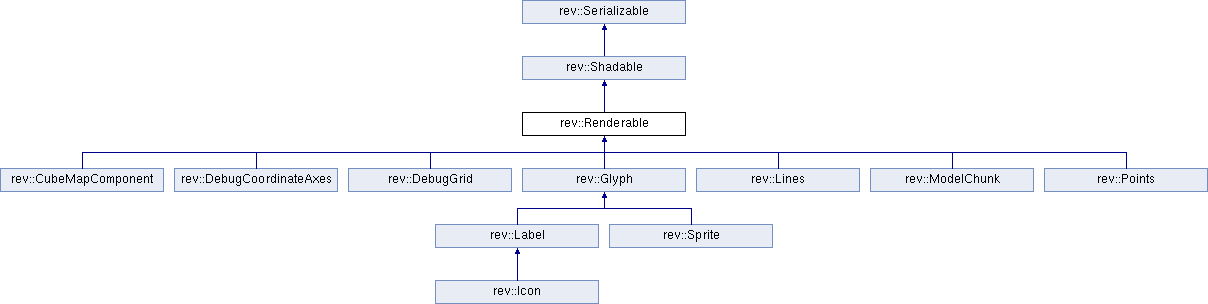 rev::Serializable
rev::Shadable
rev::Renderable
rev::CubeMapComponent
rev::DebugCoordinateAxes
rev::DebugGrid
rev::Glyph
rev::Lines
rev::ModelChunk
rev::Points
rev::Label
rev::Sprite
rev::Icon